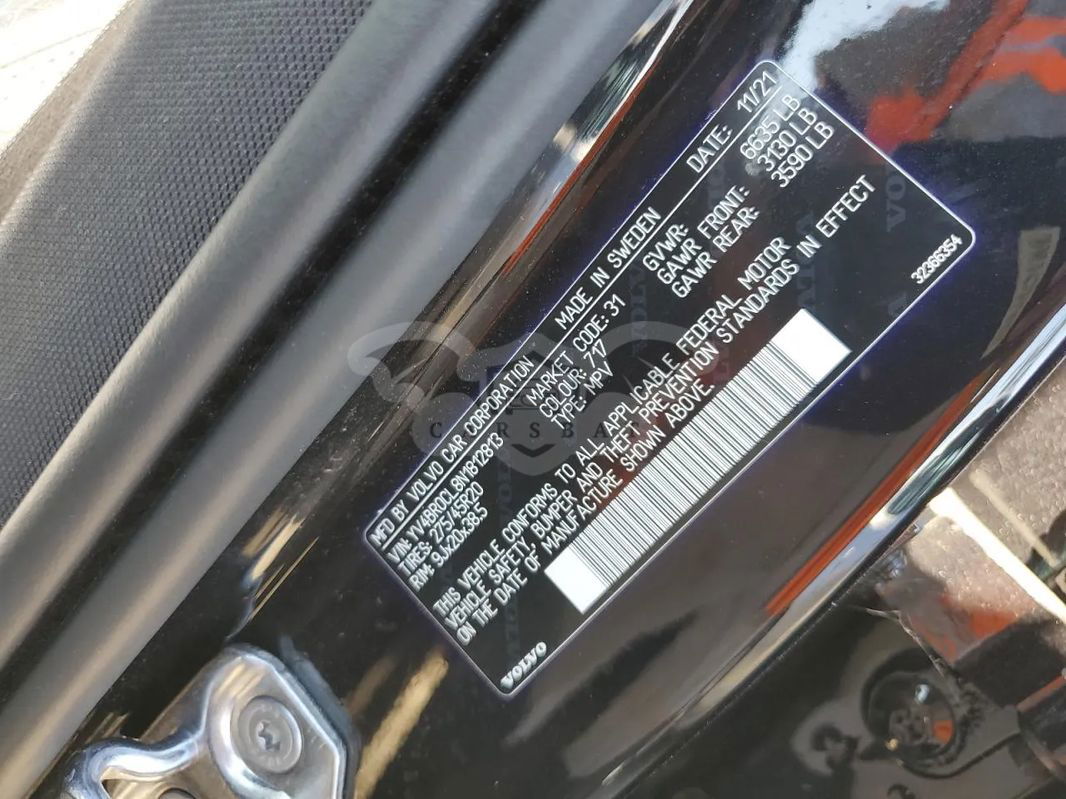 MFD BY VOLVO CAR CORPORATION MADE IN SWEDEN DATE: 11/21
VIN: YV4BR0CL8N1812813 MARKET CODE: 31 GVWR: 6635 LB
TIRES: 275/45R20 COLOUR: 717 GAWR FRONT: 3130 LB
RIM: 9Jx20x38.5 TYPE: MPV GAWR REAR: 3590 LB
THIS VEHICLE CONFORMS TO ALL APPLICABLE FEDERAL MOTOR
VEHICLE SAFETY, BUMPER AND THEFT PREVENTION STANDARDS IN EFFECT
ON THE DATE OF MANUFACTURE SHOWN ABOVE.
VOLVO
32366354